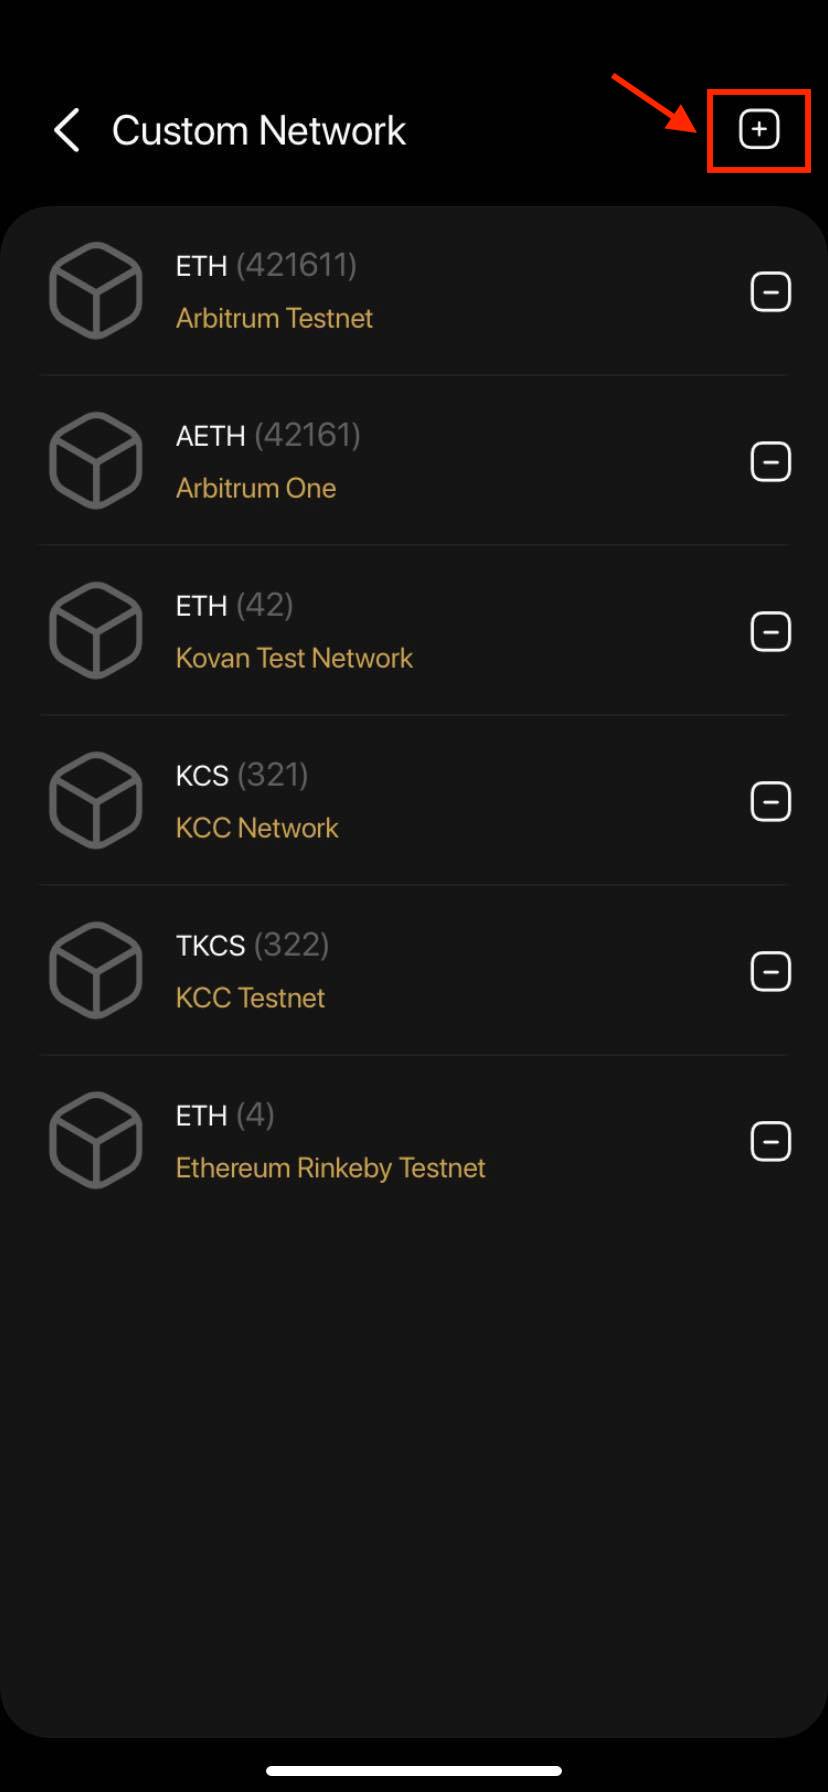 Custom Network
ETH (421611)
Arbitrum Testnet
AETH (42161)
Arbitrum One
ETH (42)
Kovan Test Network
KCS (321)
KCC Network
TKCS (322)
KCC Testnet
ETH (4)
Ethereum Rinkeby Testnet